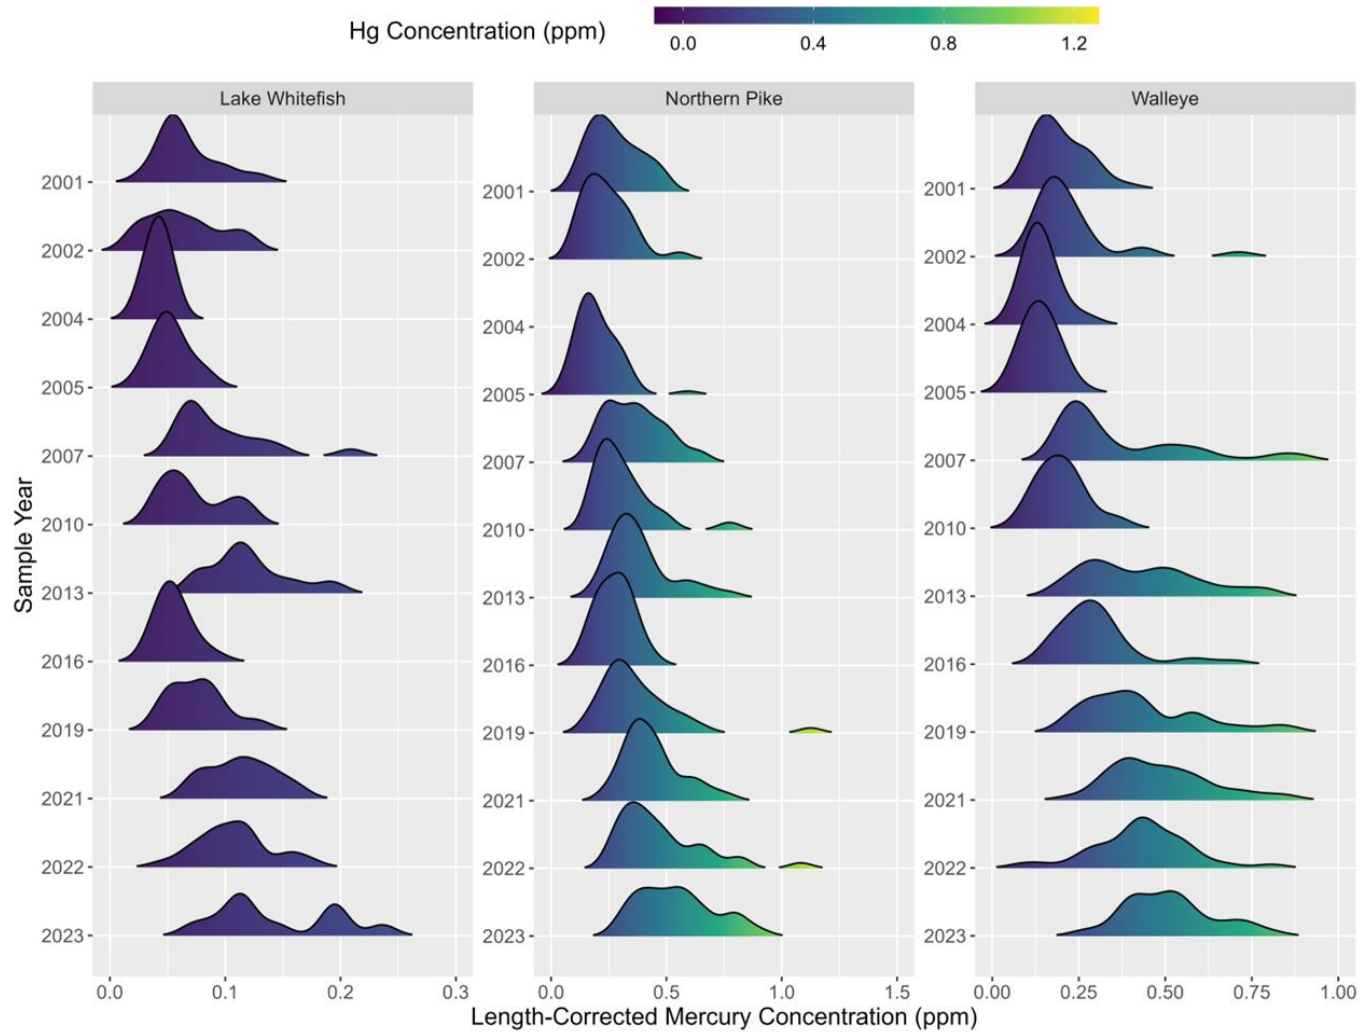 Hg Concentration (ppm)
0.0 0.4 0.8 1.2
Lake Whitefish Northern Pike Walleye
Sample Year
2001 2001 2001
2002 2002 2002
2004 2004 2004
2005 2005 2005
2007 2007 2007
2010 2010 2010
2013 2013 2013
2016 2016 2016
2019 2019 2019
2021 2021 2021
2022 2022 2022
2023 2023 2023
0.0 0.1 0.2 0.3 0.0 0.5 1.0 1.5 0.00 0.25 0.50 0.75 1.00
Length-Corrected Mercury Concentration (ppm)